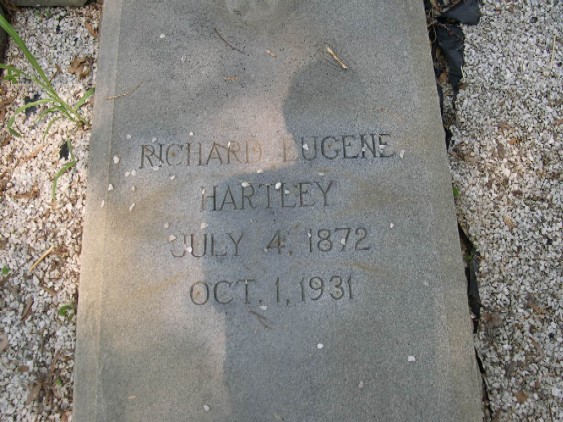 RICHARD EUGENE
HARTLEY
JULY 4, 1872
OCT. 1, 1931